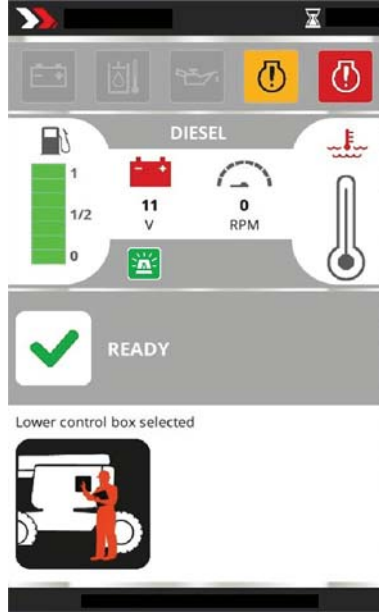 DIESEL
1
1/2
0
11
V
0
RPM
READY
Lower control box selected